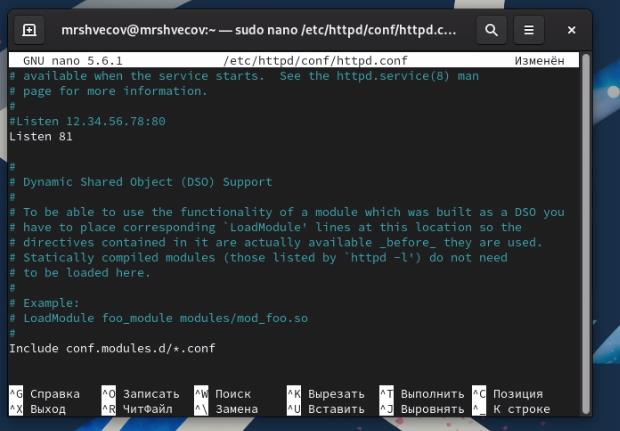 mrshvecov@mrshvecov:~ — sudo nano /etc/httpd/conf/httpd.c...
GNU nano 5.6.1 /etc/httpd/conf/httpd.conf Изменён
# available when the service starts.  See the httpd.service(8) man
# page for more information.
#
#Listen 12.34.56.78:80
Listen 81
#
# Dynamic Shared Object (DSO) Support
#
# To be able to use the functionality of a module which was built as a DSO you
# have to place corresponding `LoadModule' lines at this location so the
# directives contained in it are actually available _before_ they are used.
# Statically compiled modules (those listed by `httpd -l') do not need
# to be loaded here.
#
# Example:
# LoadModule foo_module modules/mod_foo.so
#
Include conf.modules.d/*.conf
^G Справка ^O Записать ^W Поиск ^K Вырезать ^T Выполнить ^C Позиция
^X Выход ^R ЧитФайл ^\ Замена ^U Вставить ^J Выровнять ^_ К строке